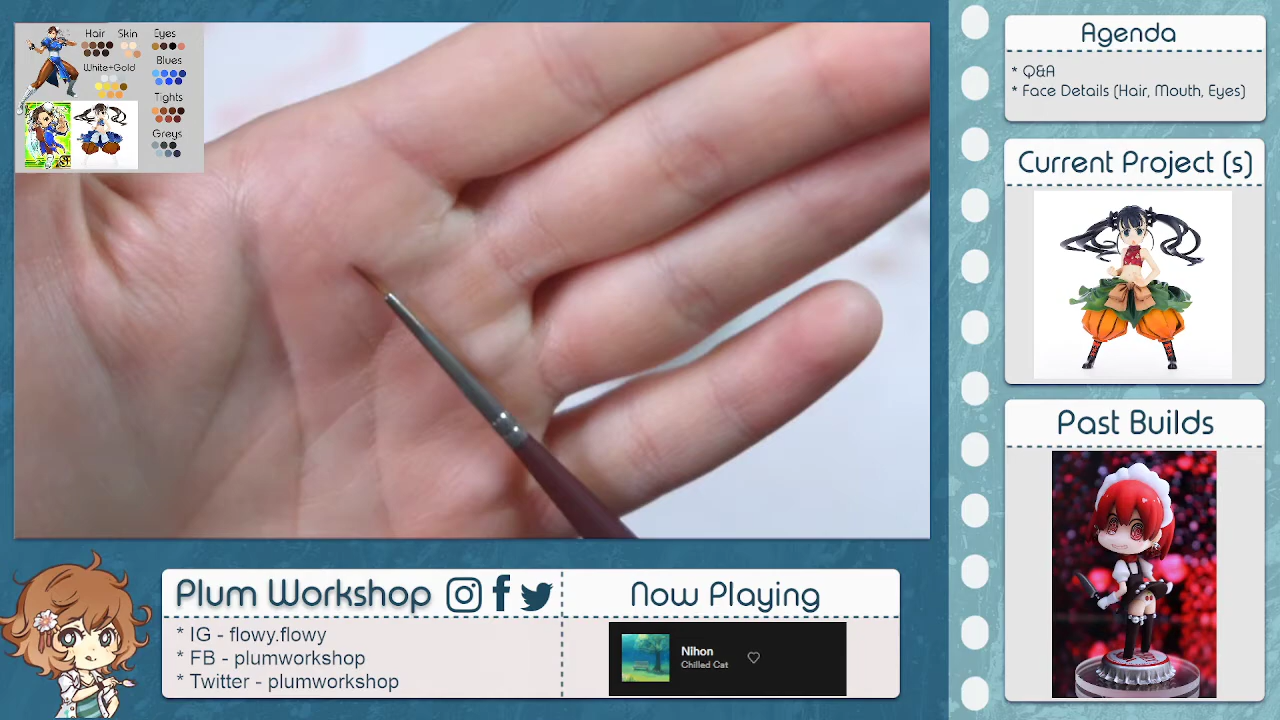 Hair Skin Eyes
White+Gold
Blues
Tights
Greys
SF
Agenda
* Q&A
* Face Details (Hair, Mouth, Eyes)
Current Project (s)
Past Builds
Plum Workshop
* IG - flowy.flowy
* FB - plumworkshop
* Twitter - plumworkshop
Now Playing
Nihon
Chilled Cat